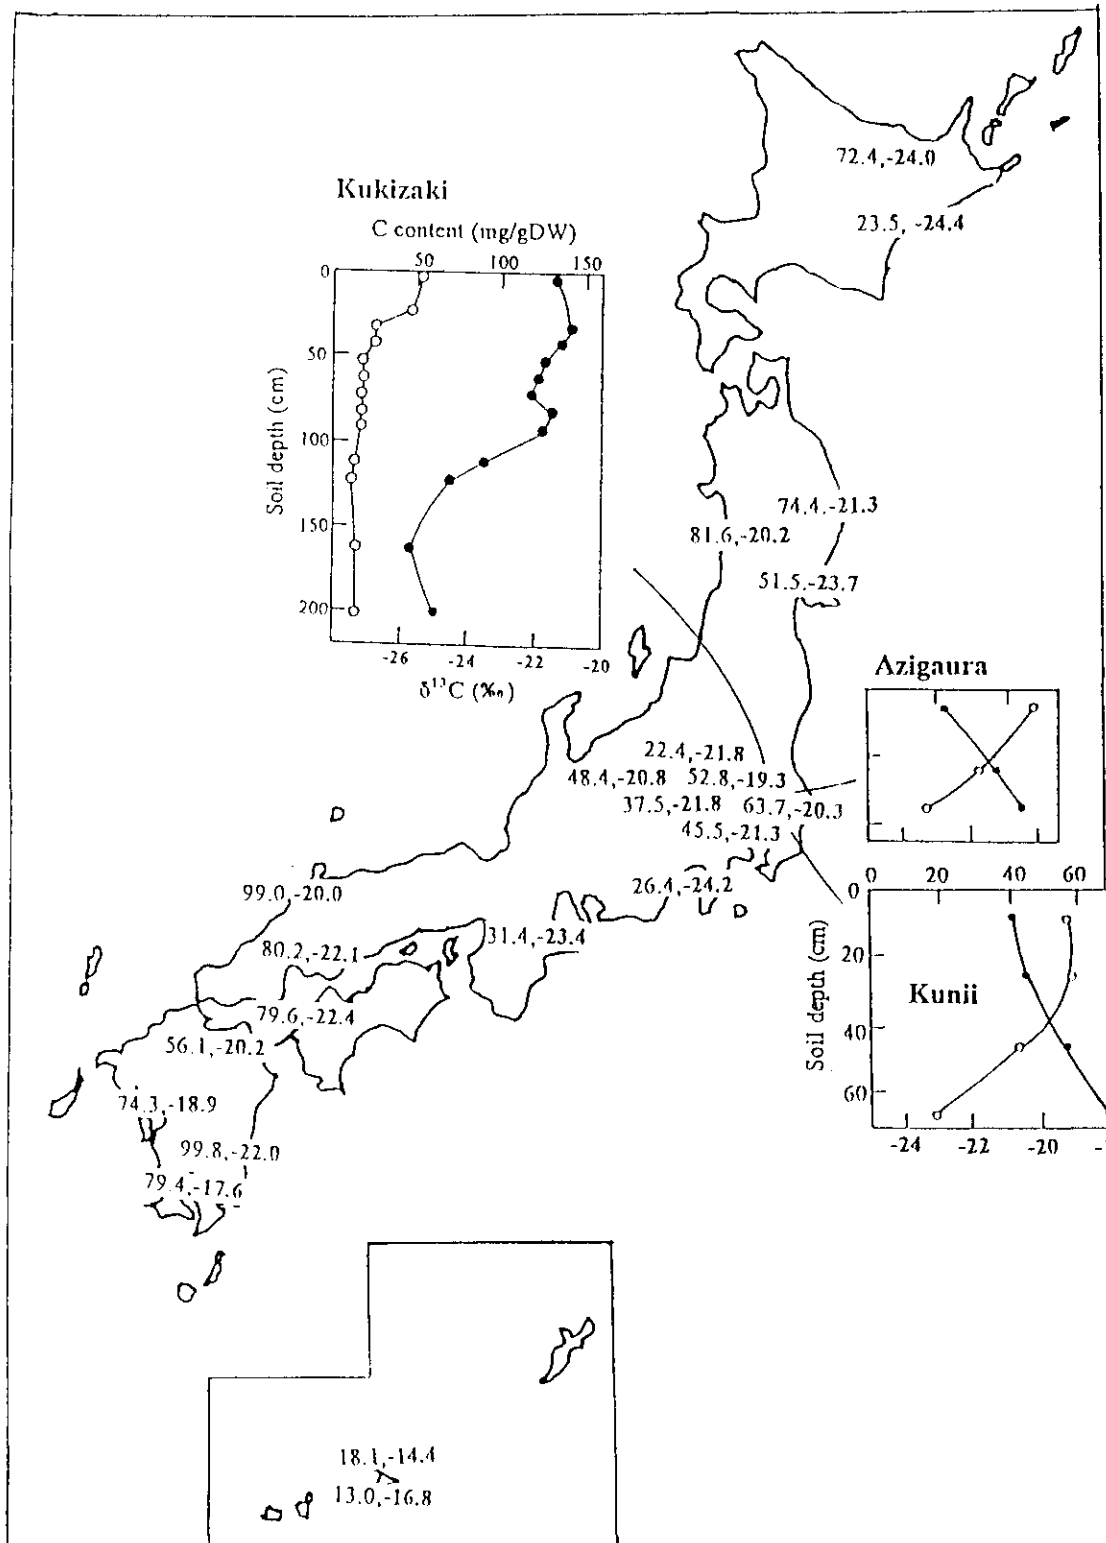 72.4,-24.0
Kukizaki
23.5, -24.4
C content (mg/gDW)
50 100 150
0
50
100
150
200
Soil depth (cm)
-26 -24 -22 -20
δ¹³C (‰)
74.4,-21.3
81.6,-20.2
51.5,-23.7
Azigaura
22.4,-21.8
48.4,-20.8 52.8,-19.3
37.5,-21.8 63.7,-20.3
45.5,-21.3
26.4,-24.2
0 20 40 60
0
20
40
60
Soil depth (cm)
Kunii
-24 -22 -20
99.0,-20.0
31.4,-23.4
80.2,-22.1
79.6,-22.4
56.1,-20.2
74.3,-18.9
99.8,-22.0
79.4,-17.6
18.1,-14.4
13.0,-16.8